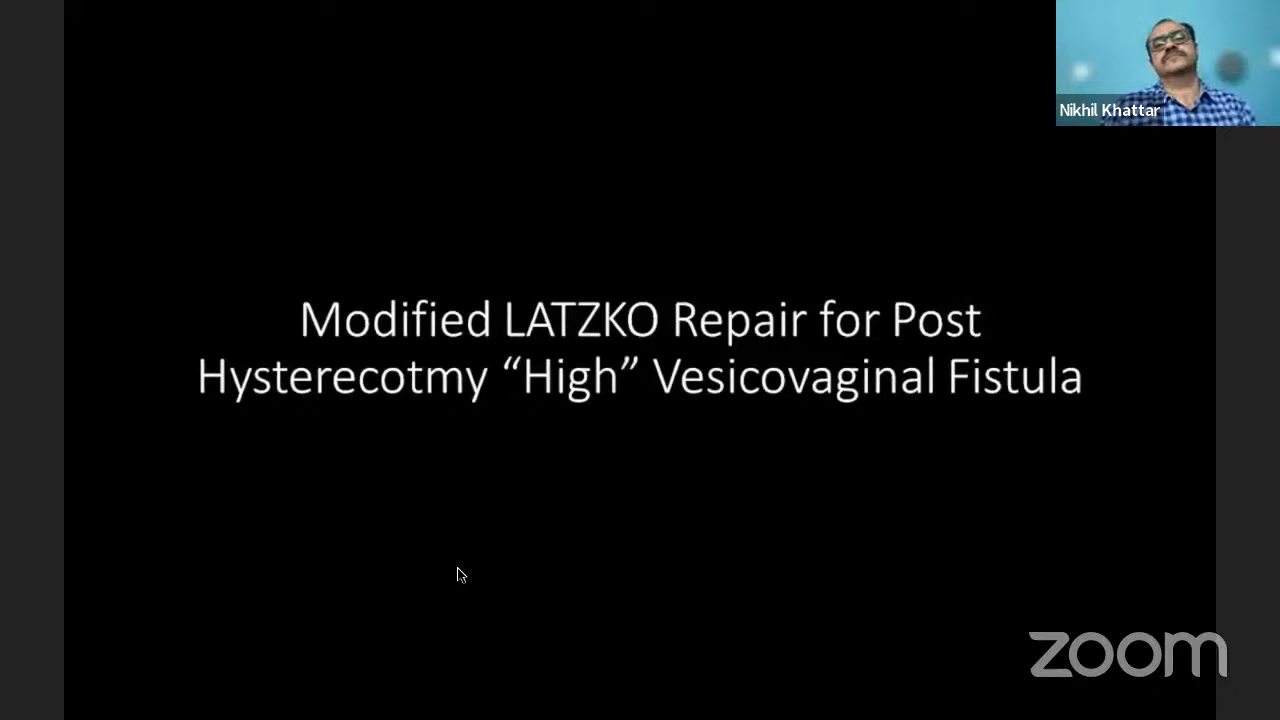 Nikhil Khattar
Modified LATZKO Repair for Post
Hysterecotmy “High” Vesicovaginal Fistula
zoom